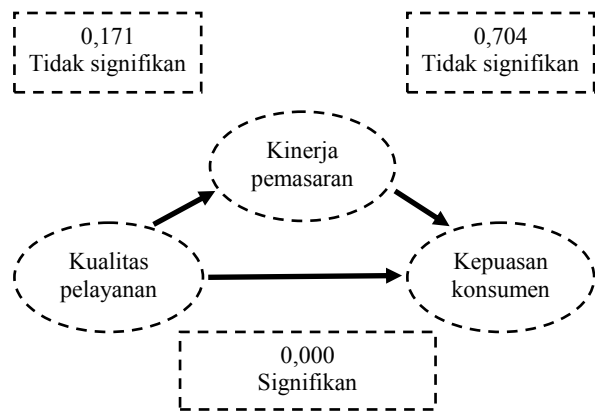 0,171
Tidak signifikan
0,704
Tidak signifikan
Kinerja
pemasaran
Kualitas
pelayanan
Kepuasan
konsumen
0,000
Signifikan